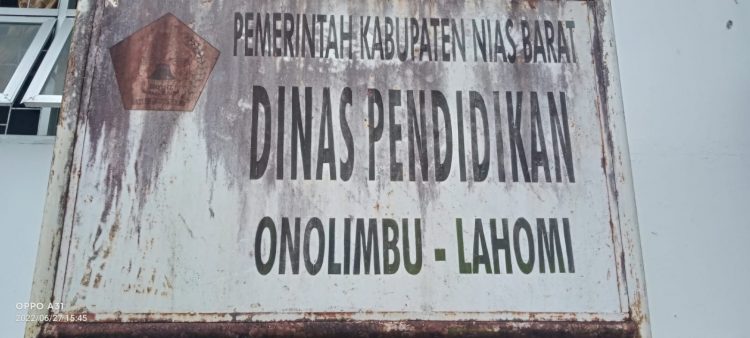 PEMERINTAH KABUPATEN NIAS BARAT
DINAS PENDIDIKAN
ONOLIMBU - LAHOMI
OPPO A31
2022/06/27 15:45